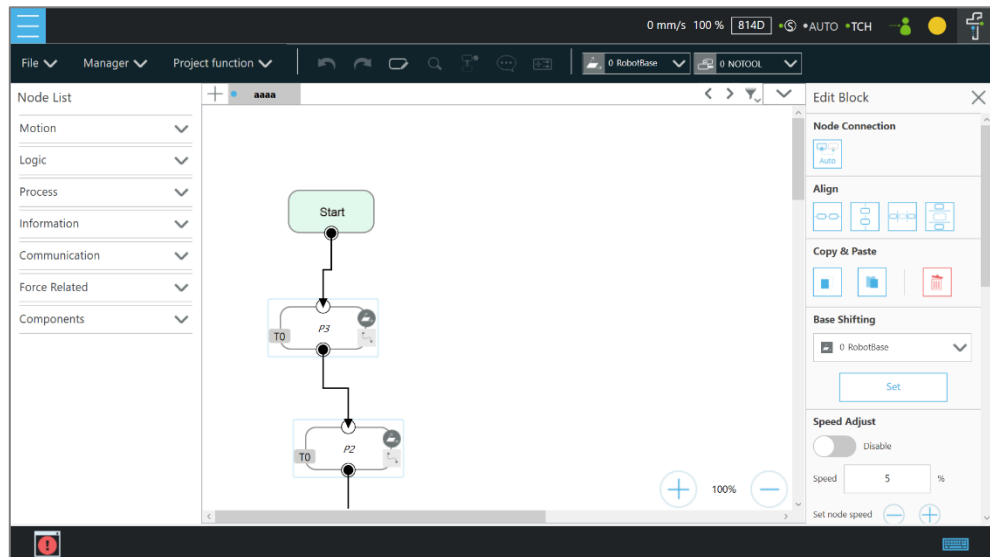 0 mm/s 100 % 814D •Ⓢ •AUTO •TCH
File Manager Project function 0 RobotBase 0 NOTOOL
Node List
Motion
Logic
Process
Information
Communication
Force Related
Components
aaaa
Start
T0 P3
T0 P2
100%
Edit Block
Node Connection
Auto
Align
Copy & Paste
Base Shifting
0 RobotBase
Set
Speed Adjust
Disable
Speed 5 %
Set node speed